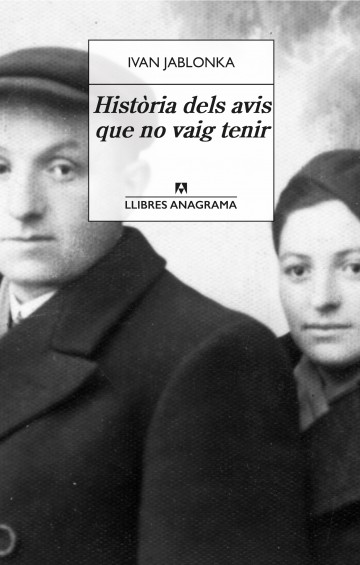 IVAN JABLONKA
Història dels avis
que no vaig tenir
LLIBRES ANAGRAMA